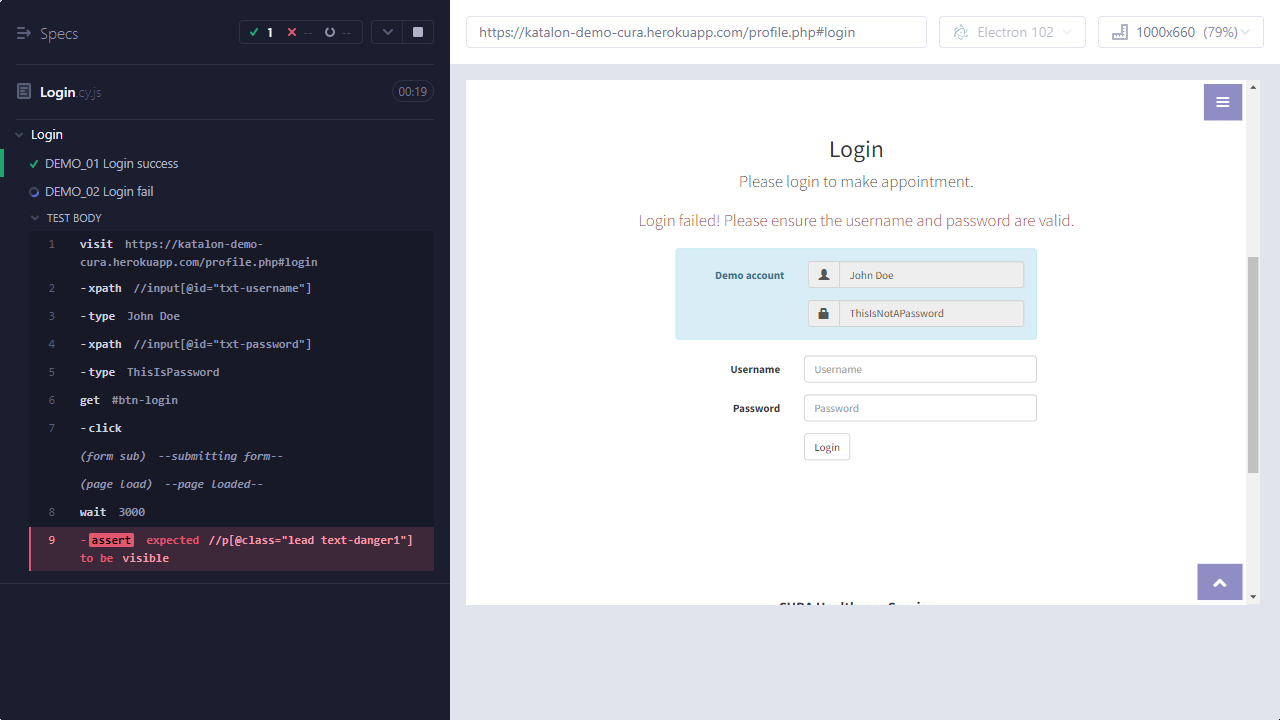 Specs
1
--
--
https://katalon-demo-cura.herokuapp.com/profile.php#login
Electron 102
1000x660 (79%)
Login.cy.js
00:19
Login
DEMO_01 Login success
DEMO_02 Login fail
TEST BODY
1 visit https://katalon-demo-
cura.herokuapp.com/profile.php#login
2 -xpath //input[@id="txt-username"]
3 -type John Doe
4 -xpath //input[@id="txt-password"]
5 -type ThisIsPassword
6 get #btn-login
7 -click
(form sub) --submitting form--
(page load) --page loaded--
8 wait 3000
9 -assert expected //p[@class="lead text-danger1"]
to be visible
Login
Please login to make appointment.
Login failed! Please ensure the username and password are valid.
Demo account
John Doe
ThisIsNotAPassword
Username
Username
Password
Password
Login